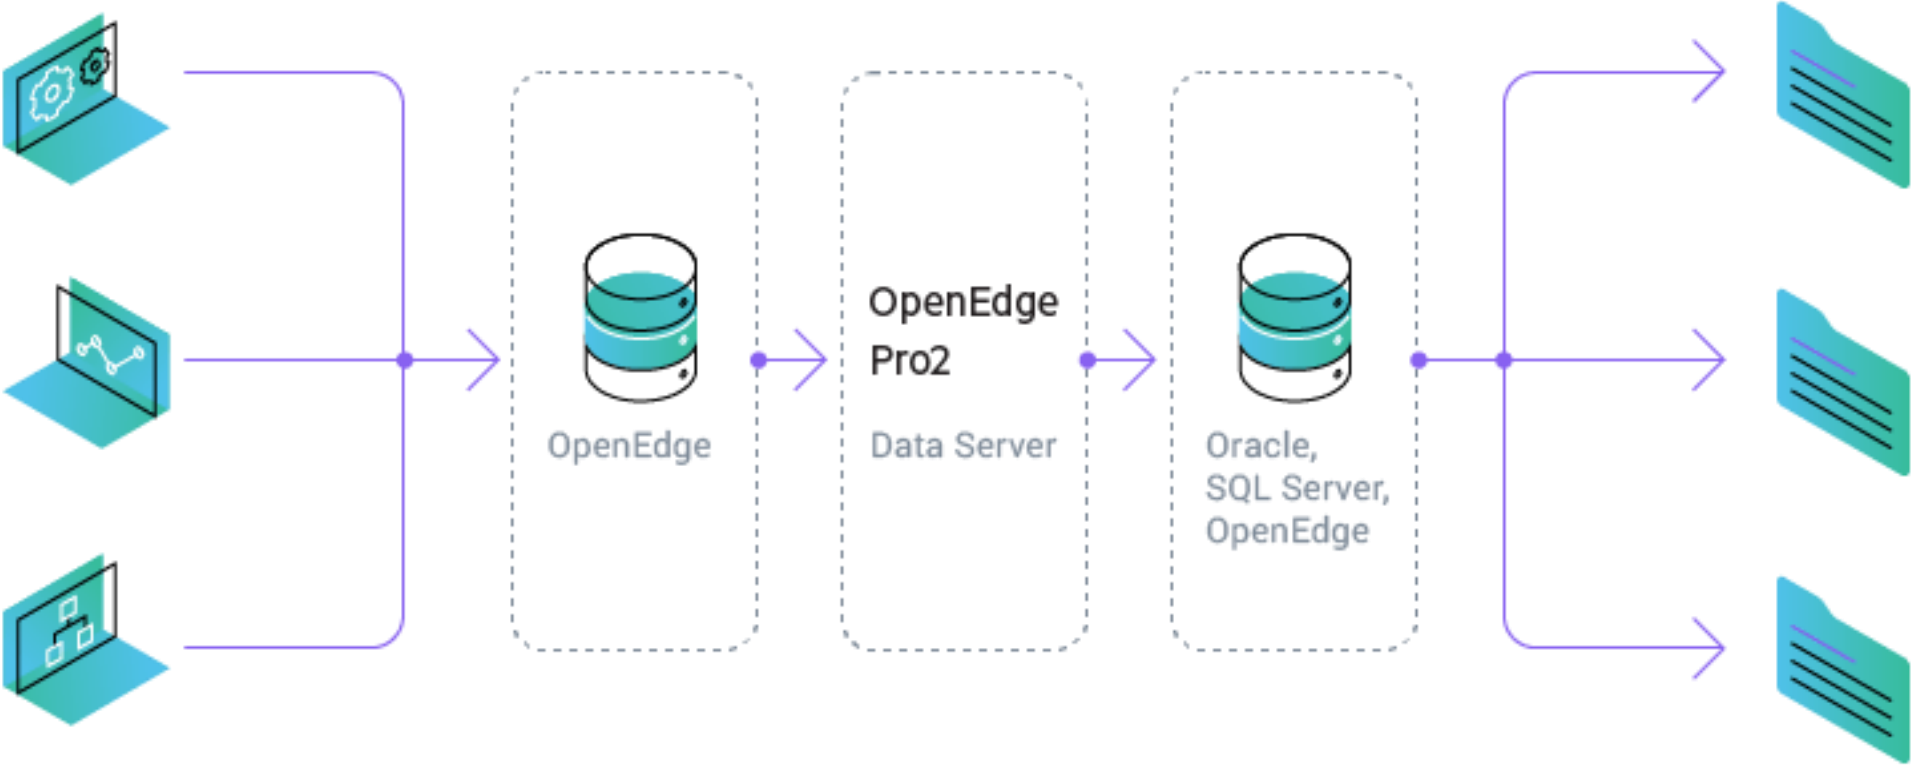 OpenEdge
OpenEdge
Pro2
Data Server
Oracle,
SQL Server,
OpenEdge